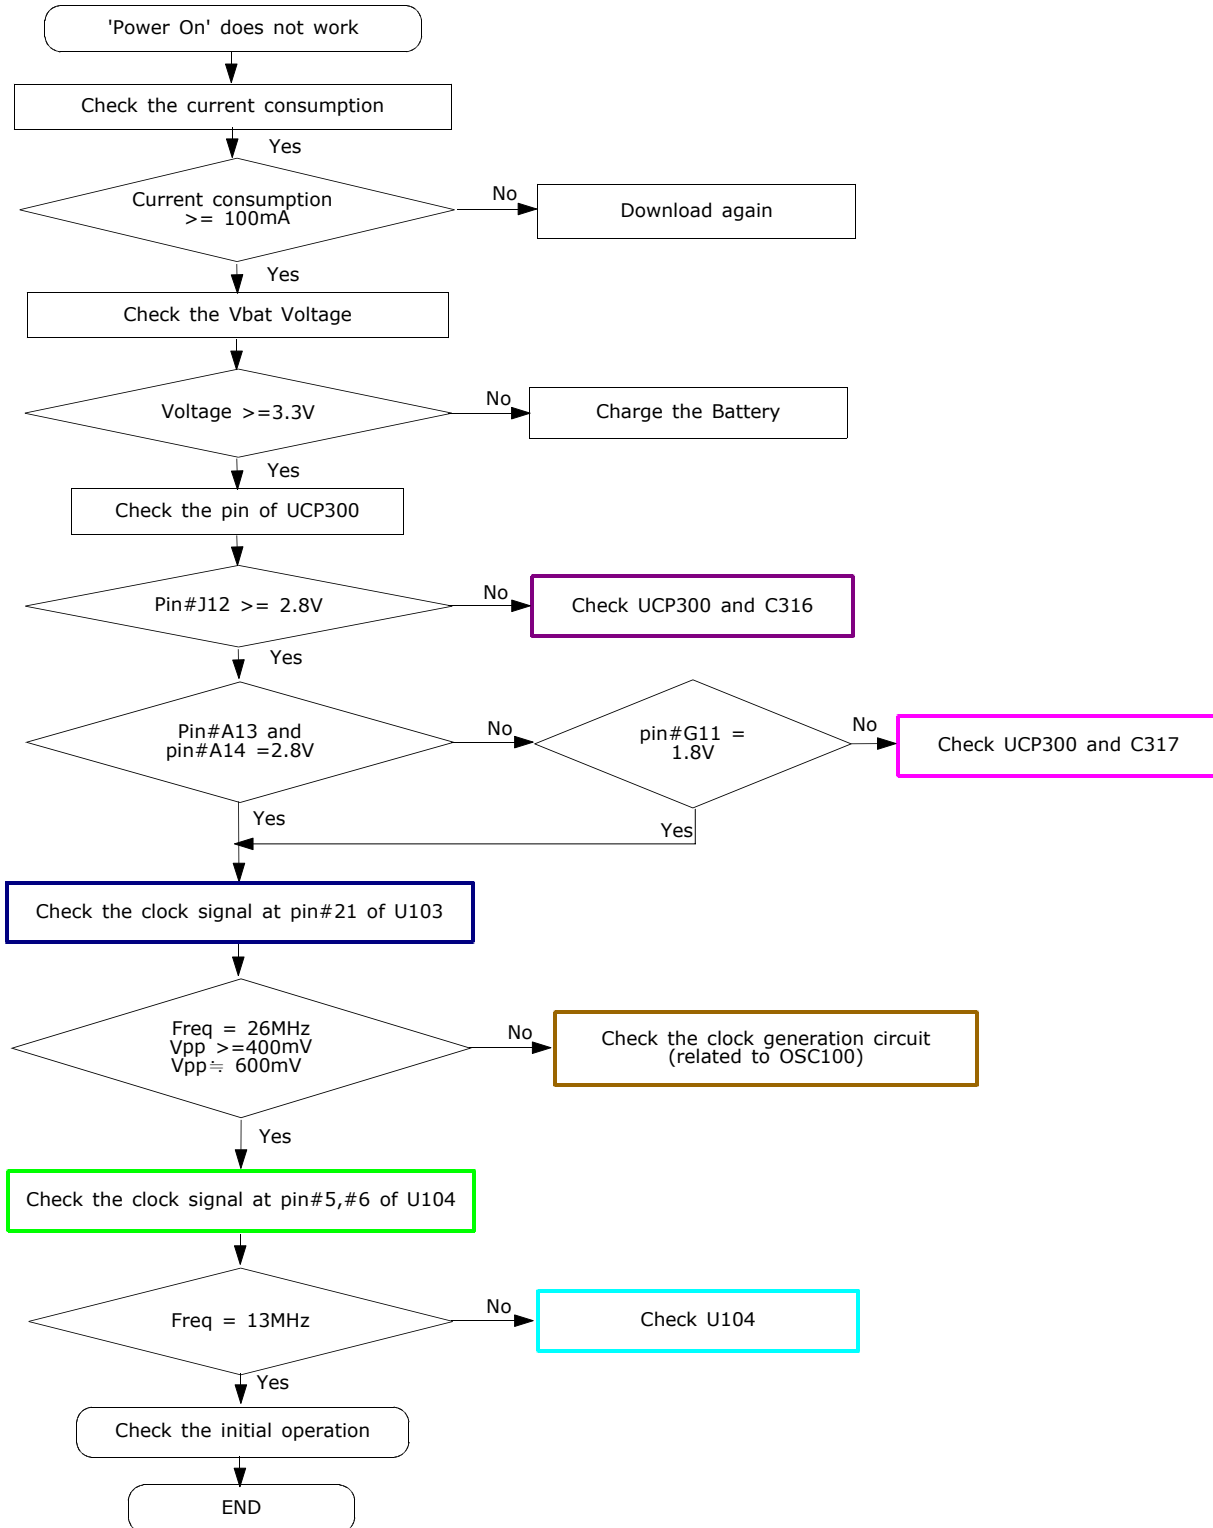 'Power On' does not work
Check the current consumption
Yes
Current consumption
>= 100mA
No
Download again
Yes
Check the Vbat Voltage
Voltage >=3.3V
No
Charge the Battery
Yes
Check the pin of UCP300
Pin#J12 >= 2.8V
No
Check UCP300 and C316
Yes
Pin#A13 and
pin#A14 =2.8V
No
pin#G11 =
1.8V
No
Check UCP300 and C317
Yes
Yes
Check the clock signal at pin#21 of U103
Freq = 26MHz
Vpp >=400mV
Vpp≒ 600mV
No
Check the clock generation circuit
(related to OSC100)
Yes
Check the clock signal at pin#5,#6 of U104
Freq = 13MHz
No
Check U104
Yes
Check the initial operation
END